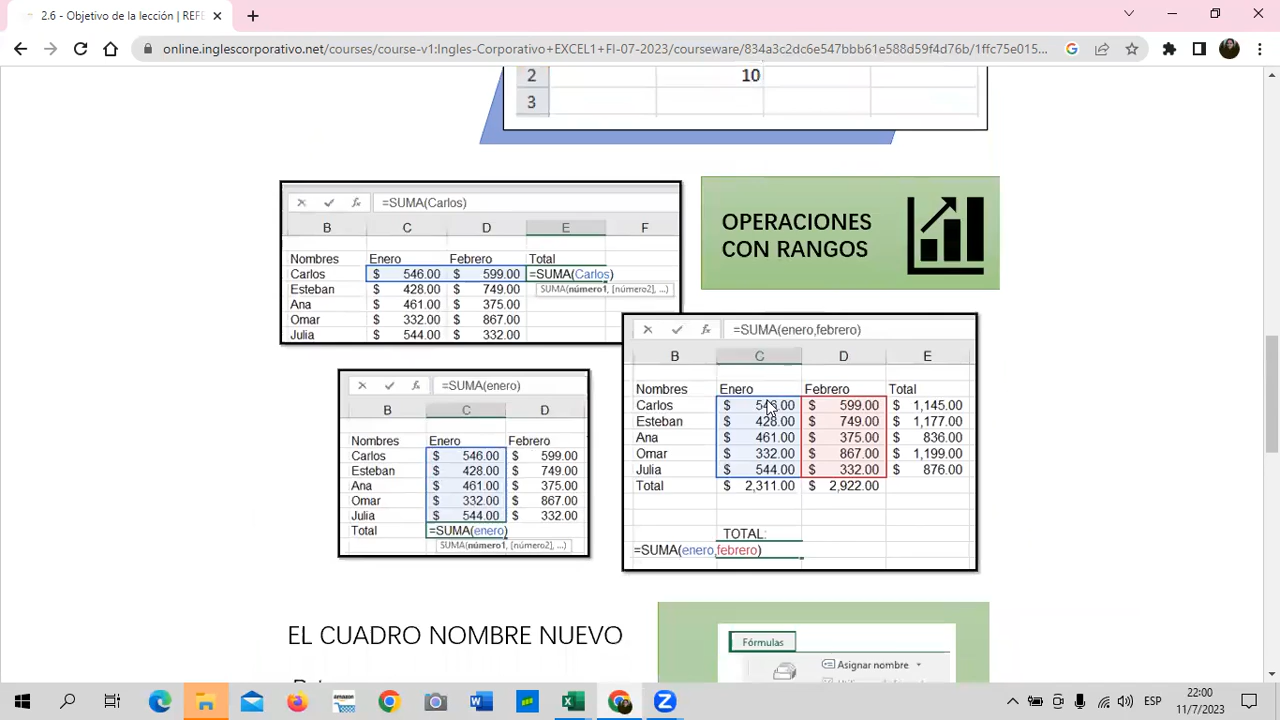 2.6 - Objetivo de la lección | REFE
online.inglescorporativo.net/courses/course-v1:Ingles-Corporativo+EXCEL1+FI-07-2023/courseware/834a3c2dc5e547bbb61e588d59f4d76b/1ffc75e015...
2 10
3
=SUMA(Carlos)
B C D E F
Nombres Enero Febrero Total
Carlos $ 546.00 $ 599.00 =SUMA(Carlos)
Esteban $ 428.00 $ 749.00 SUMA(número1, [número2], ...)
Ana $ 461.00 $ 375.00
Omar $ 332.00 $ 867.00
Julia $ 544.00 $ 332.00
OPERACIONES
CON RANGOS
=SUMA(enero)
B C D
Nombres Enero Febrero
Carlos $ 546.00 $ 599.00
Esteban $ 428.00 $ 749.00
Ana $ 461.00 $ 375.00
Omar $ 332.00 $ 867.00
Julia $ 544.00 $ 332.00
Total =SUMA(enero)
SUMA(número1, [número2], ...)
=SUMA(enero,febrero)
B C D E
Nombres Enero Febrero Total
Carlos $ 546.00 $ 599.00 $ 1,145.00
Esteban $ 428.00 $ 749.00 $ 1,177.00
Ana $ 461.00 $ 375.00 $ 836.00
Omar $ 332.00 $ 867.00 $ 1,199.00
Julia $ 544.00 $ 332.00 $ 876.00
Total $ 2,311.00 $ 2,922.00
TOTAL:
=SUMA(enero,febrero)
EL CUADRO NOMBRE NUEVO
Fórmulas
Asignar nombre
ESP
22:00
11/7/2023